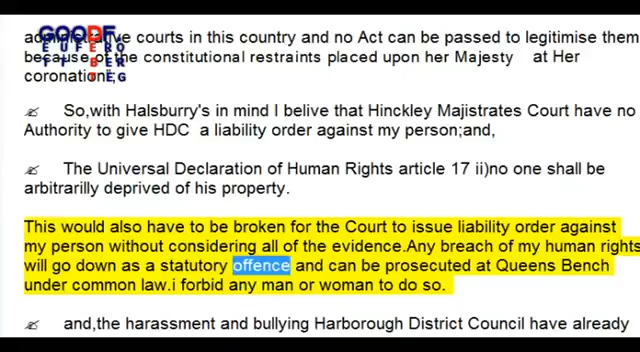 GOODF
EUFERO
FTTBER
BTEG
administrative courts in this country and no Act can be passed to legitimise them
because of the constitutional restraints placed upon her Majesty at Her
coronation;
So,with Halsburry's in mind I belive that Hinckley Majistrates Court have no
Authority to give HDC a liability order against my person;and,
The Universal Declaration of Human Rights article 17 ii)no one shall be
arbitrarilly deprived of his property.
This would also have to be broken for the Court to issue liability order against
my person without considering all of the evidence.Any breach of my human rights
will go down as a statutory offence and can be prosecuted at Queens Bench
under common law.i forbid any man or woman to do so.
and,the harassment and bullying Harborough District Council have already